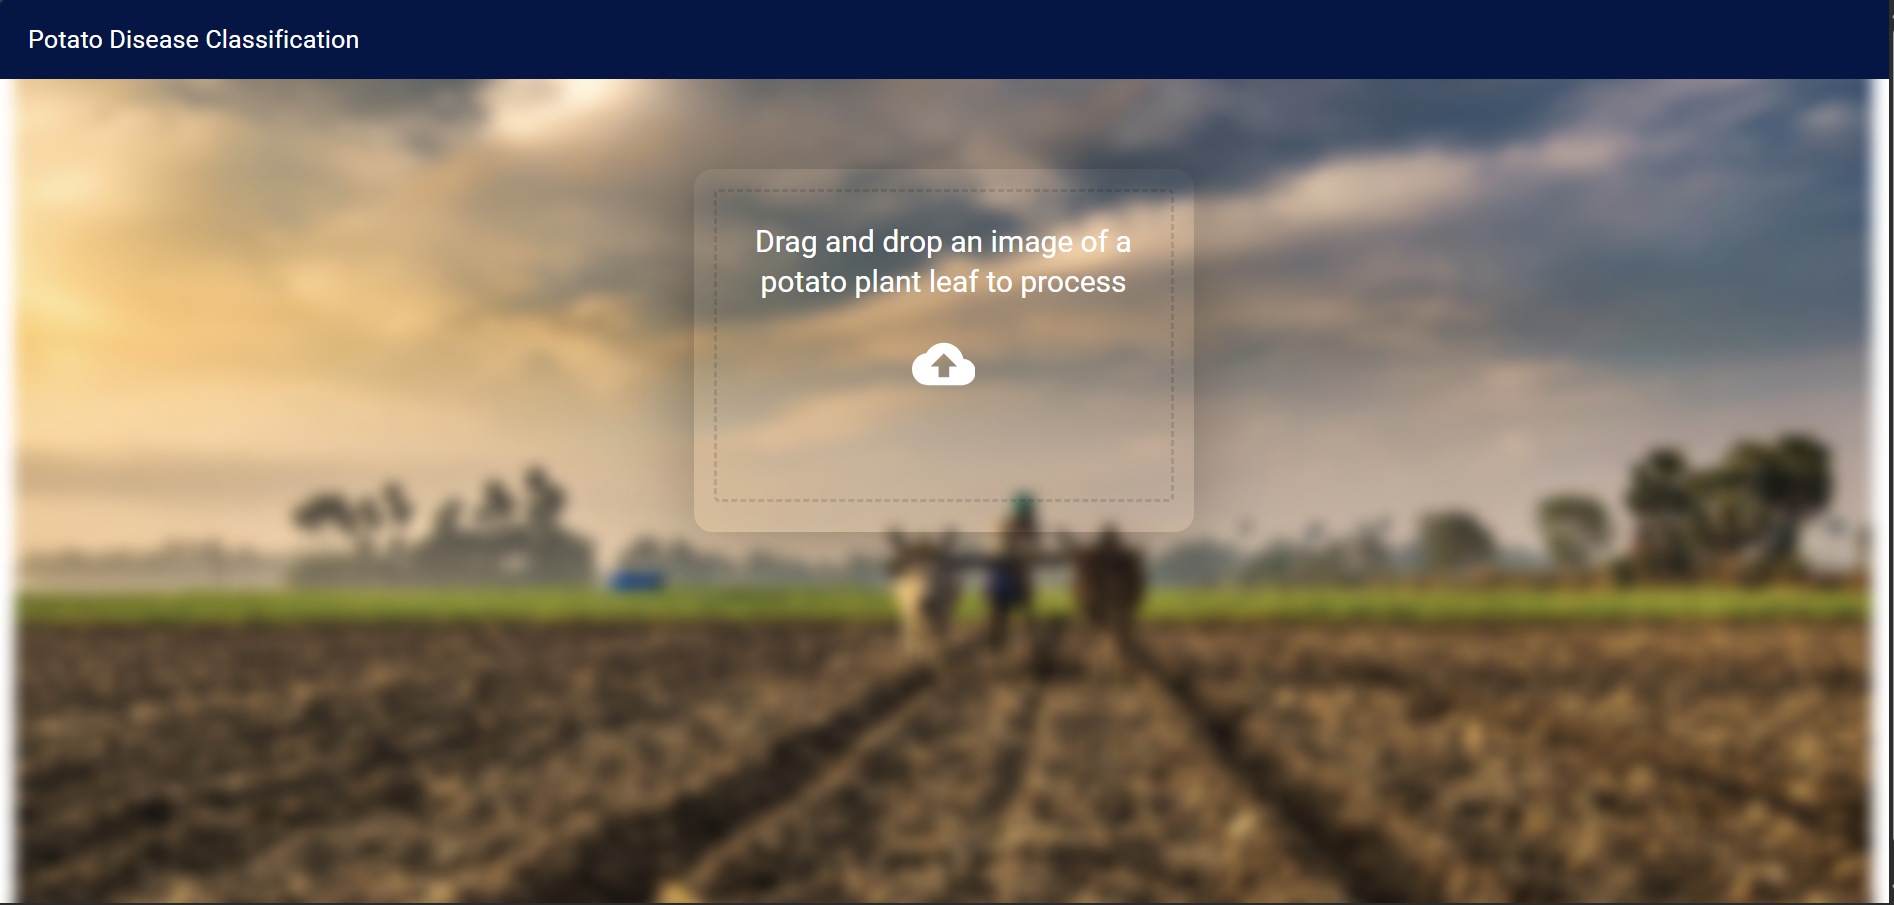 Potato Disease Classification
Drag and drop an image of a
potato plant leaf to process